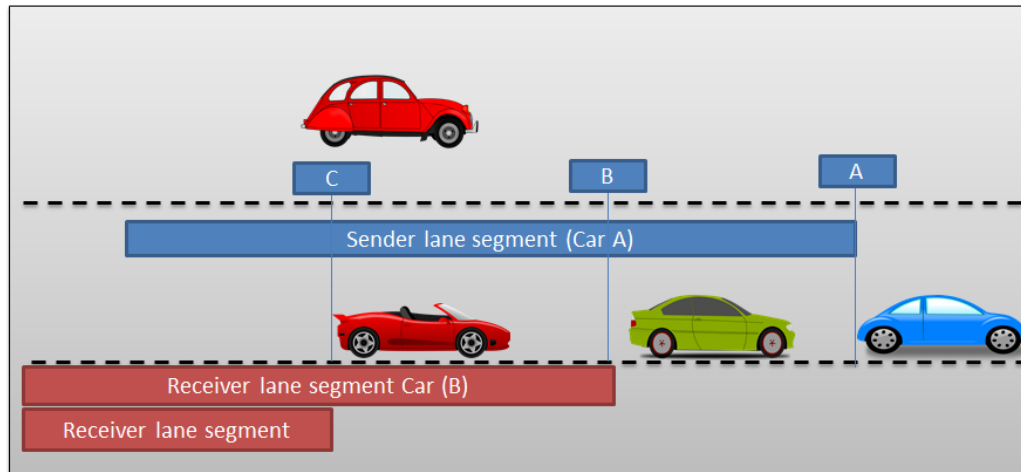 C
B
A
Sender lane segment (Car A)
Receiver lane segment Car (B)
Receiver lane segment